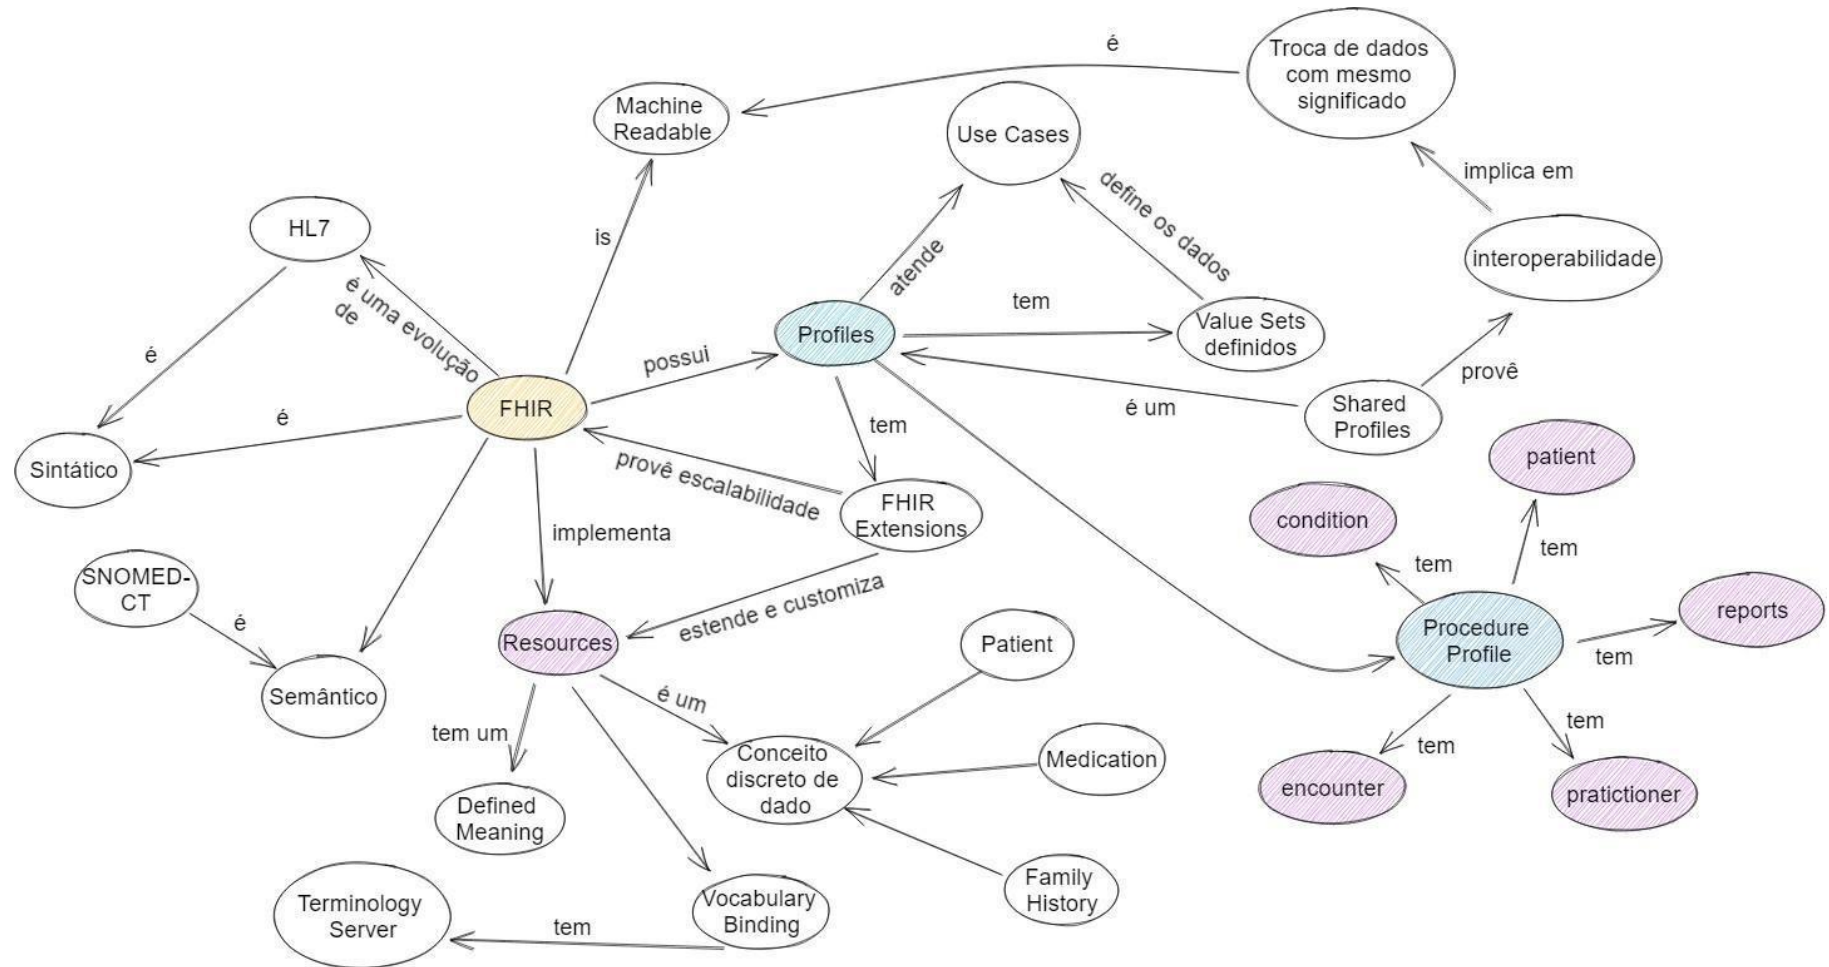 é
Troca de dados
com mesmo
significado
Machine
Readable
Use Cases
implica em
define os dados
HL7
is
interoperabilidade
é uma evolução
de
atende
tem
Profiles
Value Sets
definidos
é
possui
provê
é um
Shared
Profiles
FHIR
é
tem
patient
Sintático
provê escalabilidade
FHIR
Extensions
condition
implementa
tem
tem
SNOMED-
CT
é
estende e customiza
reports
Resources
Patient
Procedure
Profile
tem
Semântico
é um
tem um
tem
tem
Conceito
discreto de
dado
Medication
encounter
pratictioner
Defined
Meaning
Family
History
Terminology
Server
tem
Vocabulary
Binding